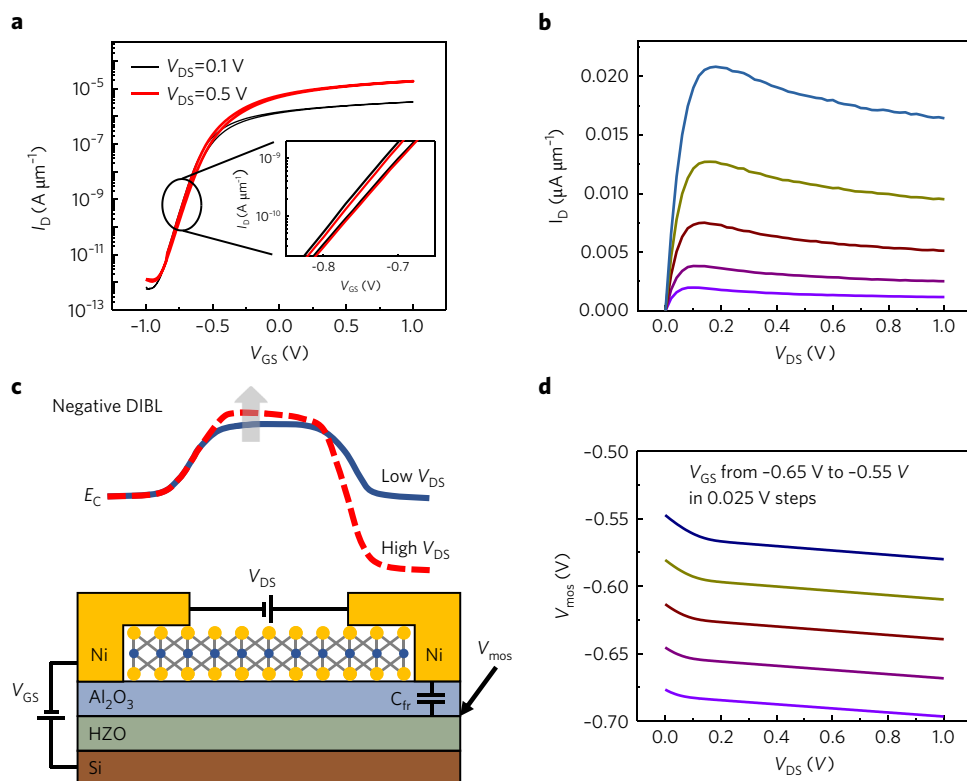 a
V_DS=0.1 V
V_DS=0.5 V
10⁻⁵
10⁻⁷
10⁻⁹
10⁻¹¹
10⁻¹³
I_D (A μm⁻¹)
−1.0 −0.5 0.0 0.5 1.0
V_GS (V)
10⁻⁹
10⁻¹⁰
I_D (A μm⁻¹)
−0.8 −0.7
V_GS (V)
b
0.020
0.015
0.010
0.005
0.000
I_D (μA μm⁻¹)
0.0 0.2 0.4 0.6 0.8 1.0
V_DS (V)
c
Negative DIBL
E_C
Low V_DS
High V_DS
V_DS
Ni
Ni
V_mos
V_GS
Al₂O₃
C_fr
HZO
Si
d
−0.50
−0.55
−0.60
−0.65
−0.70
V_mos (V)
V_GS from −0.65 V to −0.55 V
in 0.025 V steps
0.0 0.2 0.4 0.6 0.8 1.0
V_DS (V)